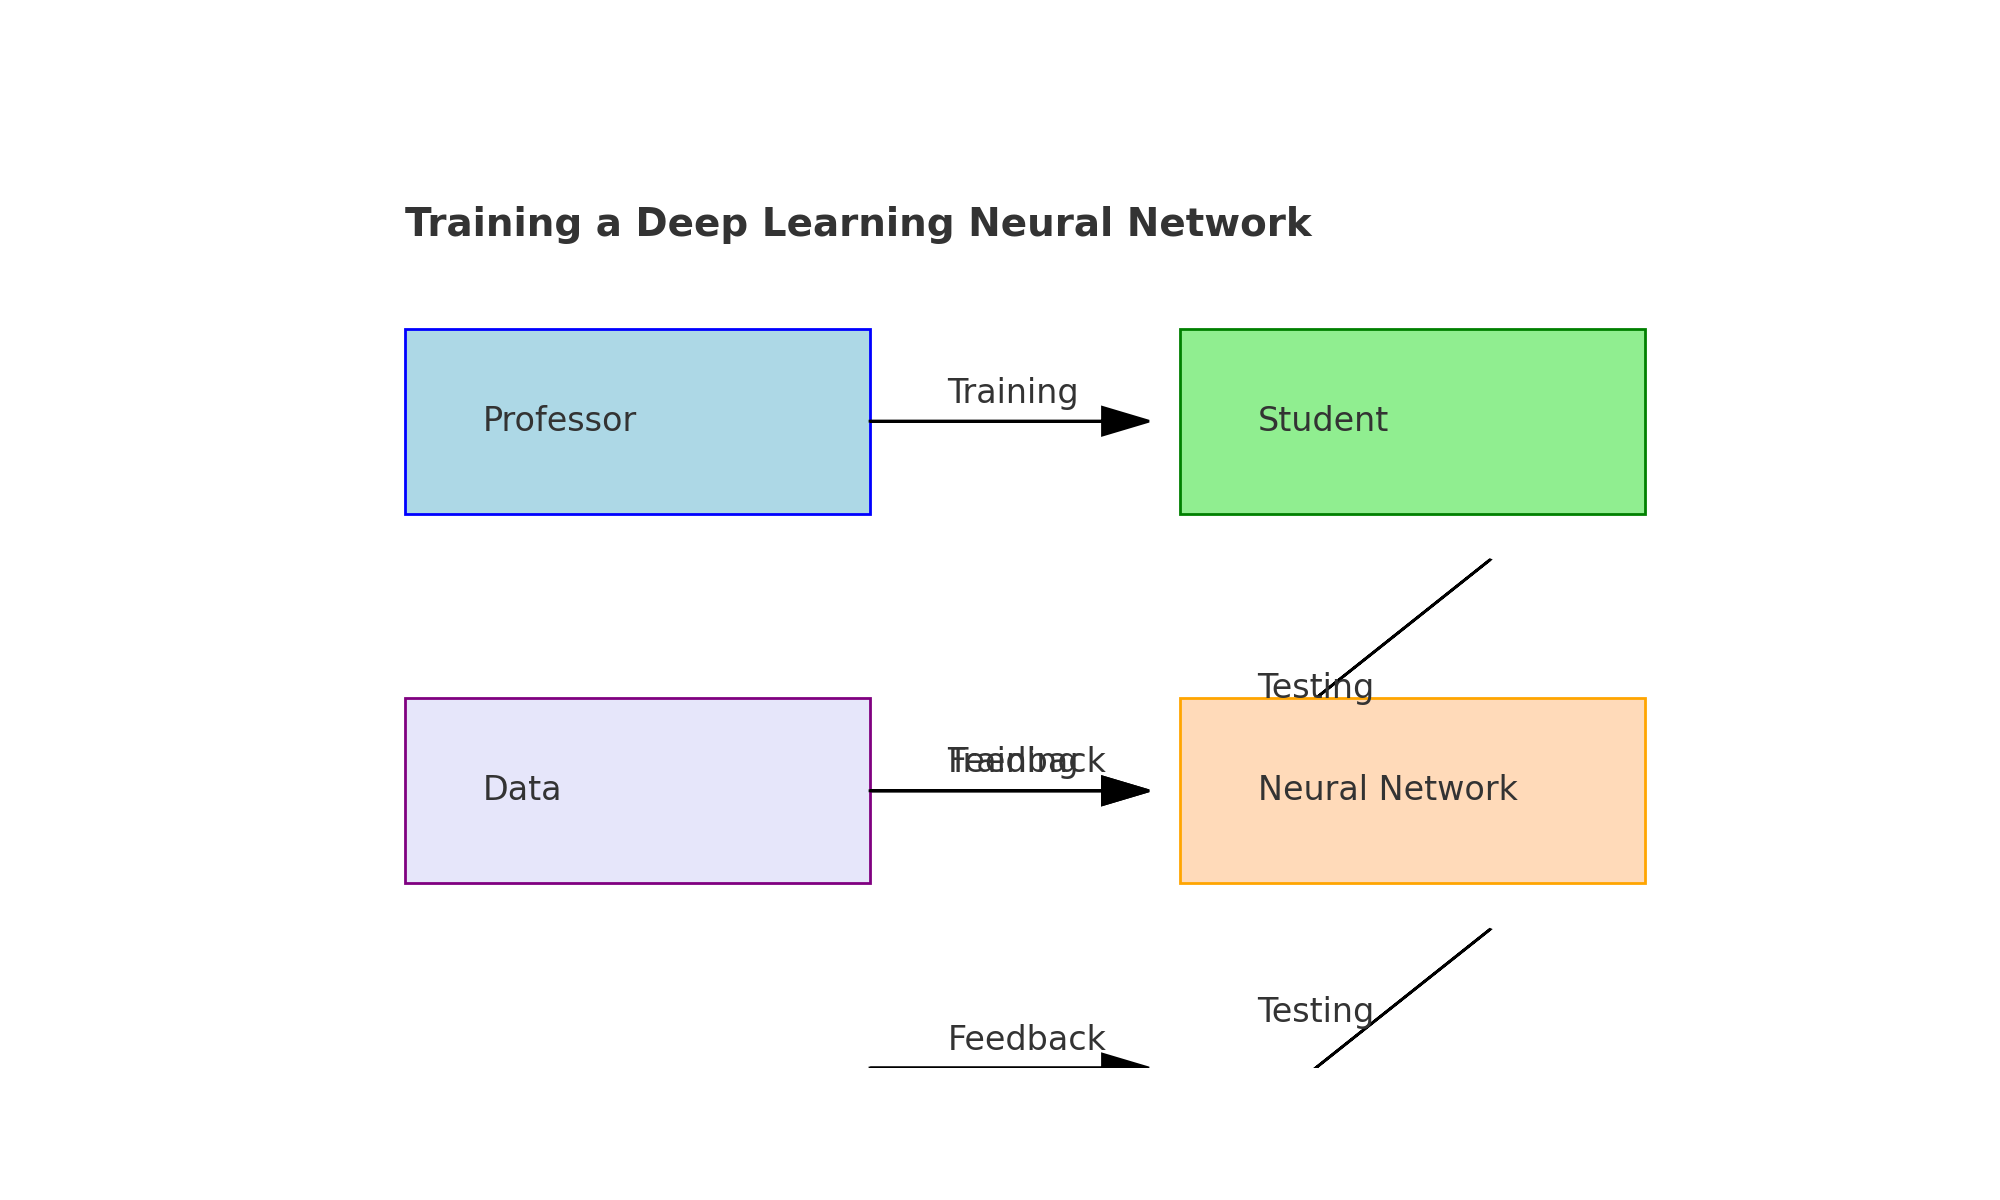 Training a Deep Learning Neural Network
Training
Professor
Student
Testing
Training
Feedback
Data
Neural Network
Testing
Feedback